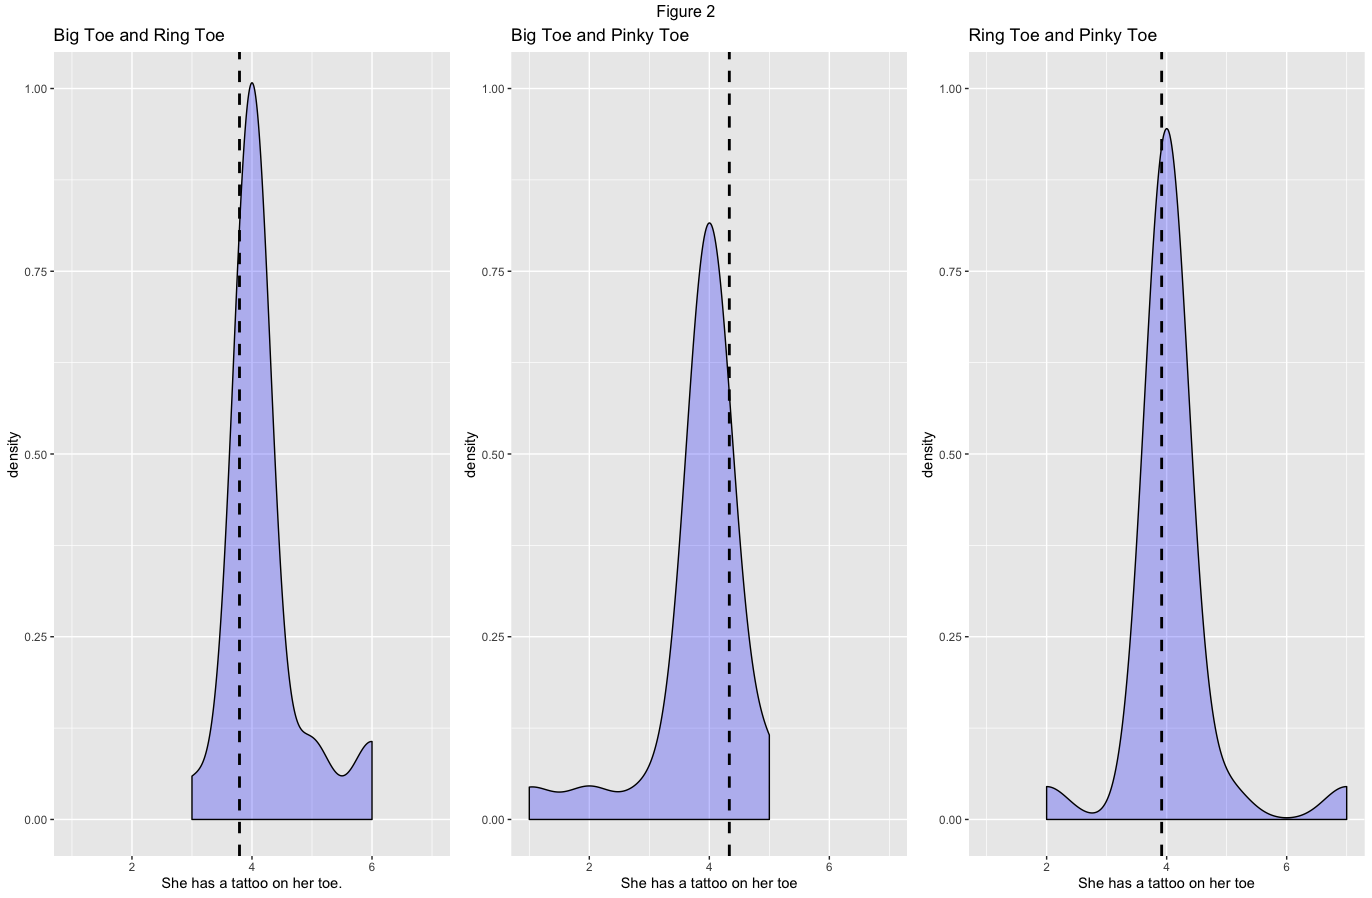 Figure 2
Big Toe and Ring Toe
density
1.00
0.75
0.50
0.25
0.00
2 4 6
She has a tattoo on her toe.
Big Toe and Pinky Toe
density
1.00
0.75
0.50
0.25
0.00
2 4 6
She has a tattoo on her toe
Ring Toe and Pinky Toe
density
1.00
0.75
0.50
0.25
0.00
2 4 6
She has a tattoo on her toe